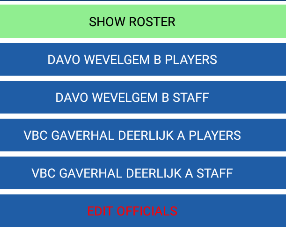 SHOW ROSTER
DAVO WEVELGEM B PLAYERS
DAVO WEVELGEM B STAFF
VBC GAVERHAL DEERLIJK A PLAYERS
VBC GAVERHAL DEERLIJK A STAFF
EDIT OFFICIALS